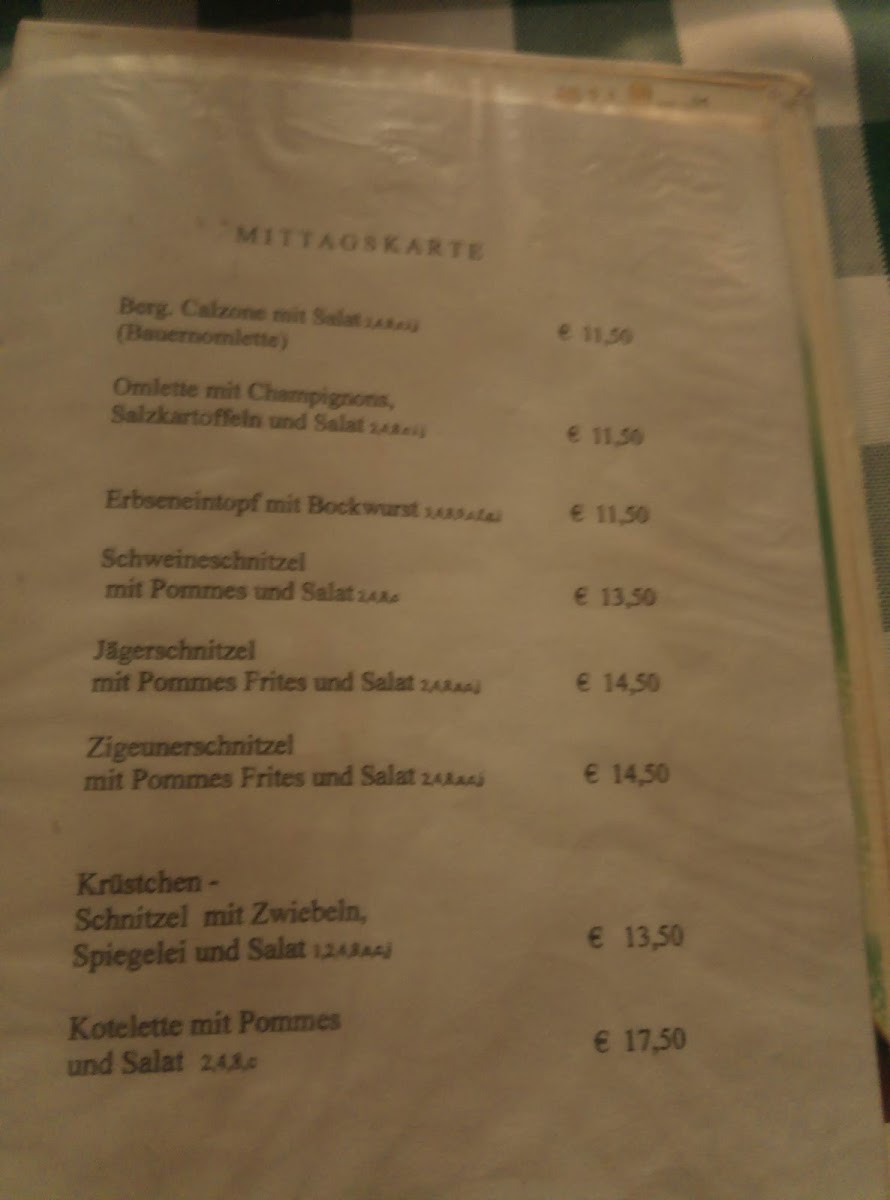 MITTAGSKARTE
Berg. Calzone mit Salat
(Bauernomlette)
€ 11,50
Omlette mit Champignons,
Salzkartoffeln und Salat
€ 11,50
Erbseneintopf mit Bockwurst
€ 11,50
Schweineschnitzel
mit Pommes und Salat
€ 13,50
Jägerschnitzel
mit Pommes Frites und Salat
€ 14,50
Zigeunerschnitzel
mit Pommes Frites und Salat
€ 14,50
Krüstchen -
Schnitzel mit Zwiebeln,
Spiegelei und Salat
€ 13,50
Kotelette mit Pommes
und Salat 2,4,8,c
€ 17,50